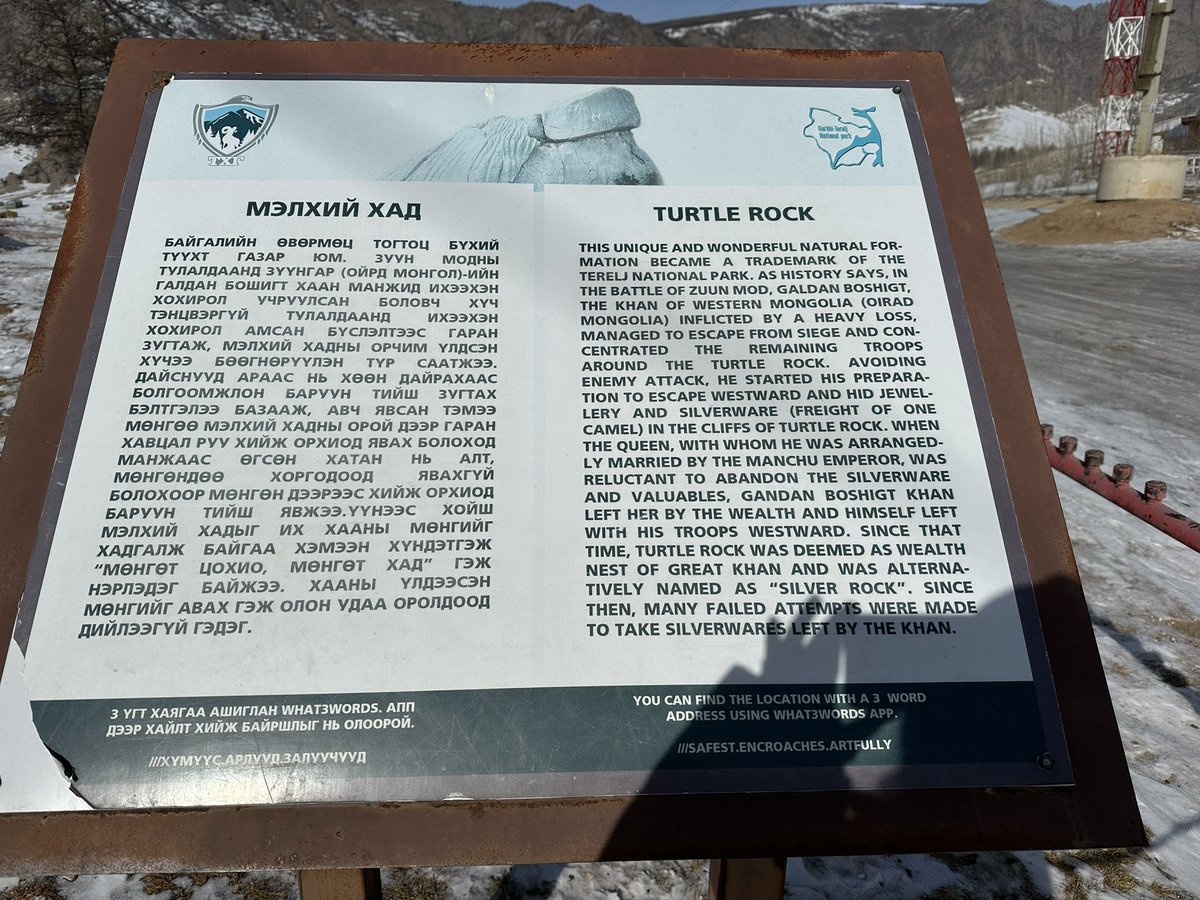 ТХГ
Gorkhi-Terelj
National park
МЭЛХИЙ ХАД
БАЙГАЛИЙН ӨВӨРМӨЦ ТОГТОЦ БҮХИЙ
ТҮҮХТ ГАЗАР ЮМ. ЗУУН МОДНЫ
ТУЛАЛДААНД ЗҮҮНГАР (ОЙРД МОНГОЛ)-ИЙН
ГАЛДАН БОШИГТ ХААН МАНЖИД ИХЭЭХЭН
ХОХИРОЛ УЧРУУЛСАН БОЛОВЧ ХҮЧ
ТЭНЦВЭРГҮЙ ТУЛАЛДААНД ИХЭЭХЭН
ХОХИРОЛ АМСАН БҮСЛЭЛТЭЭС ГАРАН
ЗУГТАЖ, МЭЛХИЙ ХАДНЫ ОРЧИМ ҮЛДСЭН
ХҮЧЭЭ БӨӨГНӨРҮҮЛЭН ТҮР СААТЖЭЭ.
ДАЙСНУУД АРААС НЬ ХӨӨН ДАЙРАХААС
БОЛГООМЖЛОН БАРУУН ТИЙШ ЗУГТАХ
БЭЛТГЭЛЭЭ БАЗААЖ, АВЧ ЯВСАН ТЭМЭЭ
МӨНГӨӨ МЭЛХИЙ ХАДНЫ ОРОЙ ДЭЭР ГАРАН
ХАВЦАЛ РУУ ХИЙЖ ОРХИОД ЯВАХ БОЛОХОД
МАНЖААС ӨГСӨН ХАТАН НЬ АЛТ,
МӨНГӨНДӨӨ ХОРГОДООД ЯВАХГҮЙ
БОЛОХООР МӨНГӨН ДЭЭРЭЭС ХИЙЖ ОРХИОД
БАРУУН ТИЙШ ЯВЖЭЭ.ҮҮНЭЭС ХОЙШ
МЭЛХИЙ ХАДЫГ ИХ ХААНЫ МӨНГИЙГ
ХАДГАЛЖ БАЙГАА ХЭМЭЭН ХҮНДЭТГЭЖ
“МӨНГӨТ ЦОХИО, МӨНГӨТ ХАД” ГЭЖ
НЭРЛЭДЭГ БАЙЖЭЭ. ХААНЫ ҮЛДЭЭСЭН
МӨНГИЙГ АВАХ ГЭЖ ОЛОН УДАА ОРОЛДООД
ДИЙЛЭЭГҮЙ ГЭДЭГ.
TURTLE ROCK
THIS UNIQUE AND WONDERFUL NATURAL FOR-
MATION BECAME A TRADEMARK OF THE
TERELJ NATIONAL PARK. AS HISTORY SAYS, IN
THE BATTLE OF ZUUN MOD, GALDAN BOSHIGT,
THE KHAN OF WESTERN MONGOLIA (OIRAD
MONGOLIA) INFLICTED BY A HEAVY LOSS,
MANAGED TO ESCAPE FROM SIEGE AND CON-
CENTRATED THE REMAINING TROOPS
AROUND THE TURTLE ROCK. AVOIDING
ENEMY ATTACK, HE STARTED HIS PREPARA-
TION TO ESCAPE WESTWARD AND HID JEWEL-
LERY AND SILVERWARE (FREIGHT OF ONE
CAMEL) IN THE CLIFFS OF TURTLE ROCK. WHEN
THE QUEEN, WITH WHOM HE WAS ARRANGED-
LY MARRIED BY THE MANCHU EMPEROR, WAS
RELUCTANT TO ABANDON THE SILVERWARE
AND VALUABLES, GANDAN BOSHIGT KHAN
LEFT HER BY THE WEALTH AND HIMSELF LEFT
WITH HIS TROOPS WESTWARD. SINCE THAT
TIME, TURTLE ROCK WAS DEEMED AS WEALTH
NEST OF GREAT KHAN AND WAS ALTERNA-
TIVELY NAMED AS “SILVER ROCK”. SINCE
THEN, MANY FAILED ATTEMPTS WERE MADE
TO TAKE SILVERWARES LEFT BY THE KHAN.
3 ҮГТ ХАЯГАА АШИГЛАН WHAT3WORDS. АПП
ДЭЭР ХАЙЛТ ХИЙЖ БАЙРШЛЫГ НЬ ОЛООРОЙ.
///ХҮМҮҮС.АРЛУУД.ЗАЛУУЧУУД
YOU CAN FIND THE LOCATION WITH A 3 WORD
ADDRESS USING WHAT3WORDS APP.
///SAFEST.ENCROACHES.ARTFULLY